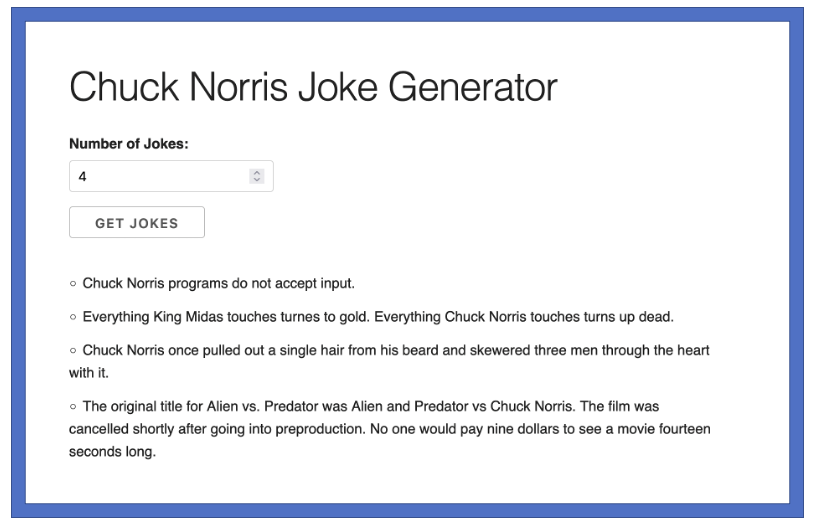 Chuck Norris Joke Generator
Number of Jokes:
4
GET JOKES
Chuck Norris programs do not accept input.
Everything King Midas touches turnes to gold. Everything Chuck Norris touches turns up dead.
Chuck Norris once pulled out a single hair from his beard and skewered three men through the heart
with it.
The original title for Alien vs. Predator was Alien and Predator vs Chuck Norris. The film was
cancelled shortly after going into preproduction. No one would pay nine dollars to see a movie fourteen
seconds long.